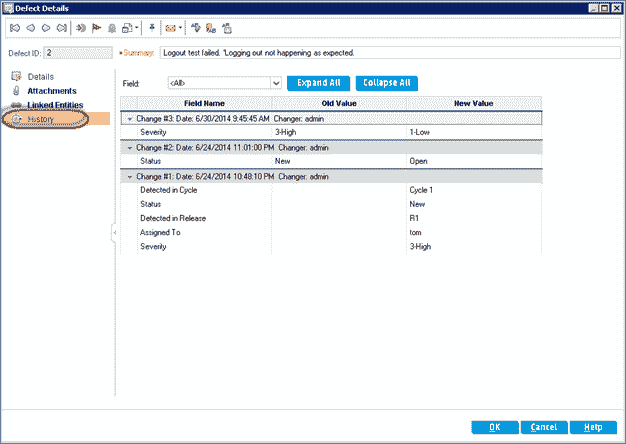 Defect Details
Defect ID: 2 *Summary: Logout test failed. "Logging out not happening as expected.
Details
Attachments
Linked Entities
History
Field: <All> Expand All Collapse All
Field Name Old Value New Value
Change #3: Date: 6/30/2014 9:45:45 AM Changer: admin
Severity 3-High 1-Low
Change #2: Date: 6/24/2014 11:01:00 PM Changer: admin
Status New Open
Change #1: Date: 6/24/2014 10:48:10 PM Changer: admin
Detected in Cycle Cycle 1
Status New
Detected in Release R1
Assigned To tom
Severity 3-High
OK Cancel Help